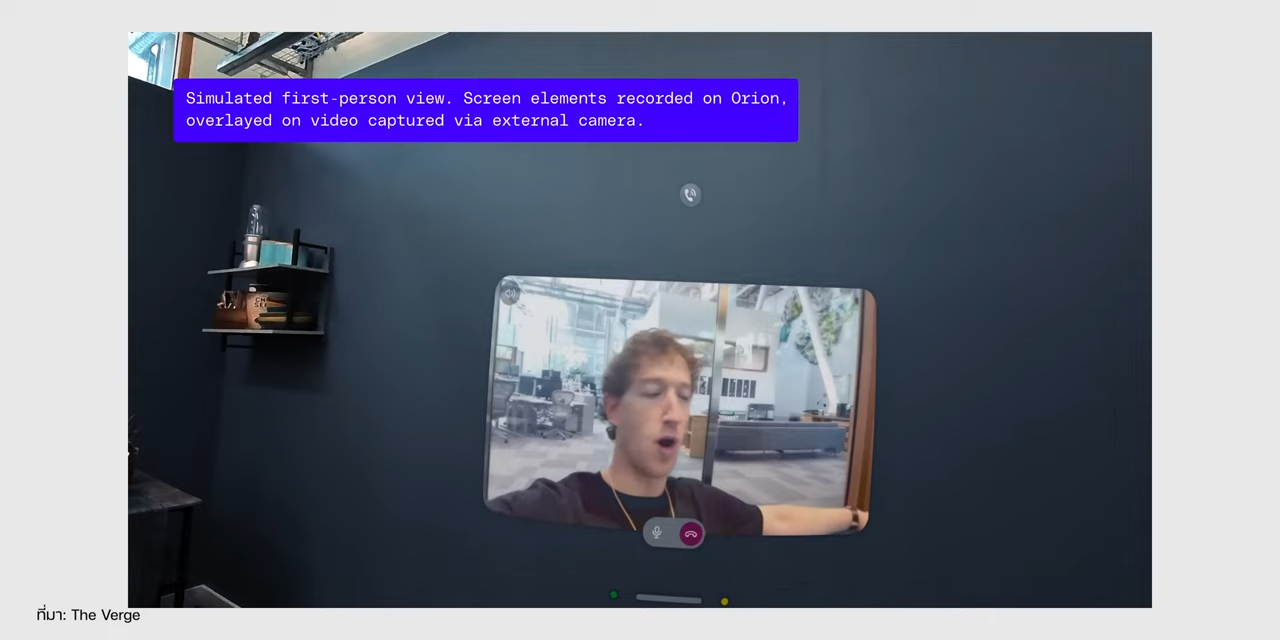 Simulated first-person view. Screen elements recorded on Orion,
overlayed on video captured via external camera.
ที่มา: The Verge